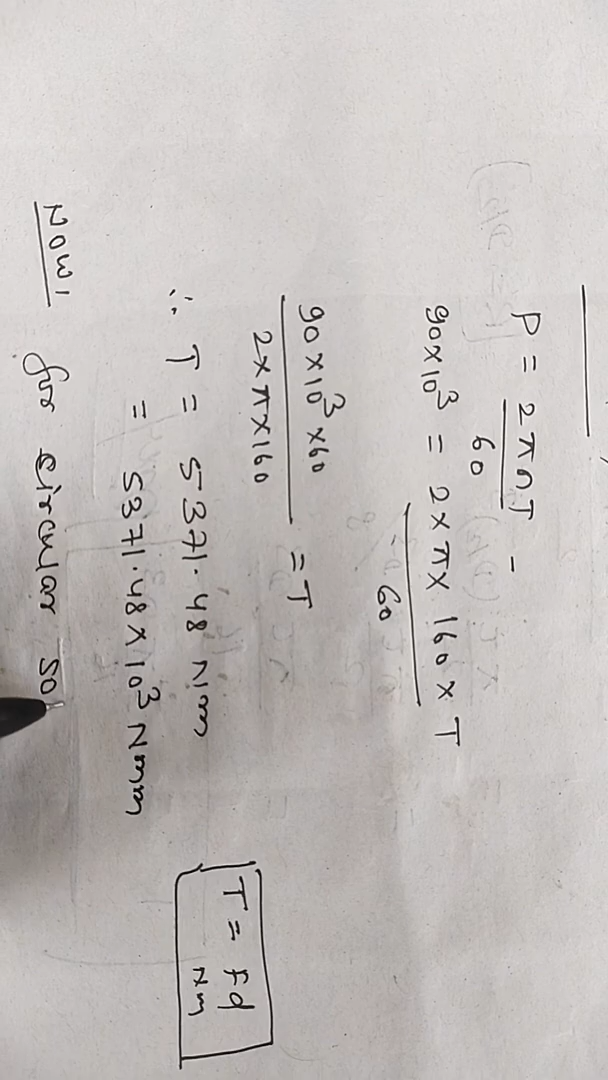 P = 2πnT / 60 -
90×10³ = 2×π×160×T / 60
90×10³×60 / 2×π×160 = T
∴ T = 5371.48 Nm
= 5371.48×10³ Nmm
T = Fd
Nm
Now, for circular so